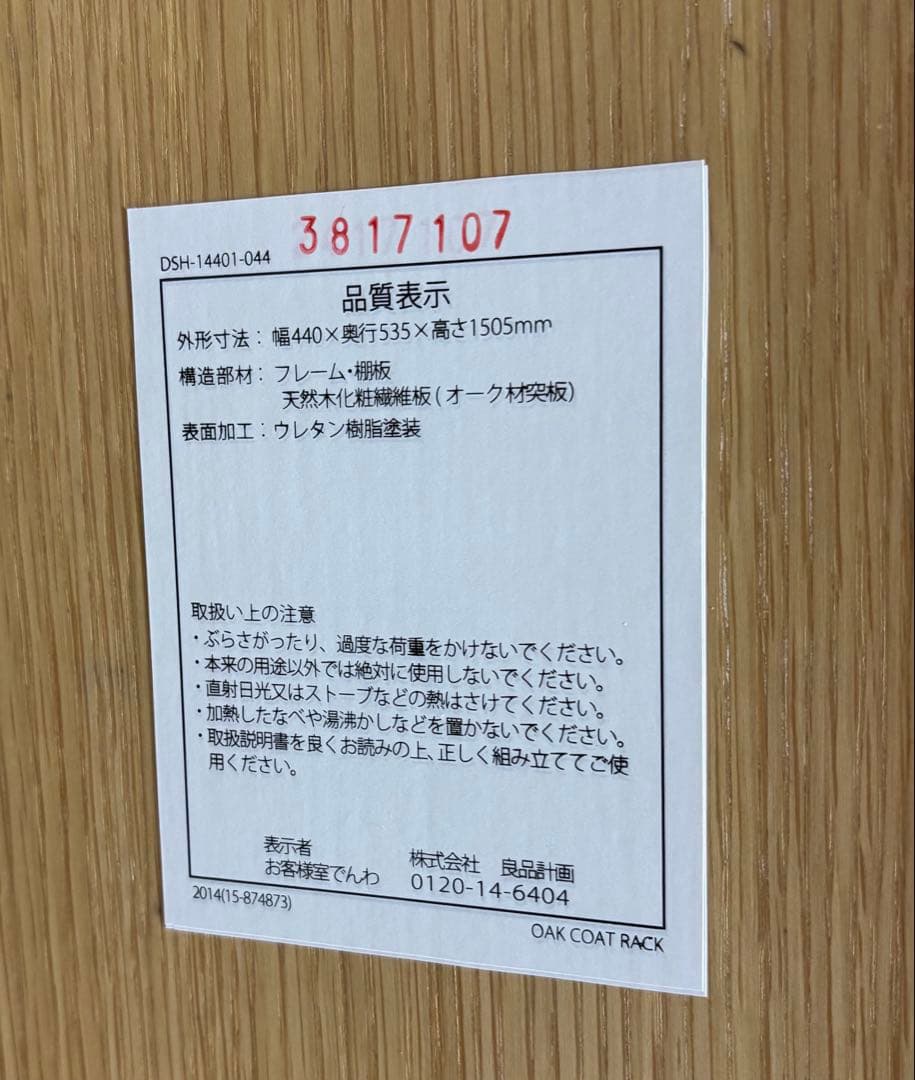 3817107
DSH-14401-044
品質表示
外形寸法：幅440×奥行535×高さ1505mm
構造部材：フレーム・棚板
天然木化粧繊維板（オーク材突板）
表面加工：ウレタン樹脂塗装
取扱い上の注意
・ぶらさがったり、過度な荷重をかけないでください。
・本来の用途以外では絶対に使用しないでください。
・直射日光又はストーブなどの熱はさけてください。
・加熱したなべや湯沸かしなどを置かないでください。
・取扱説明書を良くお読みの上、正しく組み立ててご使
用ください。
表示者 株式会社 良品計画
お客様室でんわ 0120-14-6404
2014(15-874873)
OAK COAT RACK